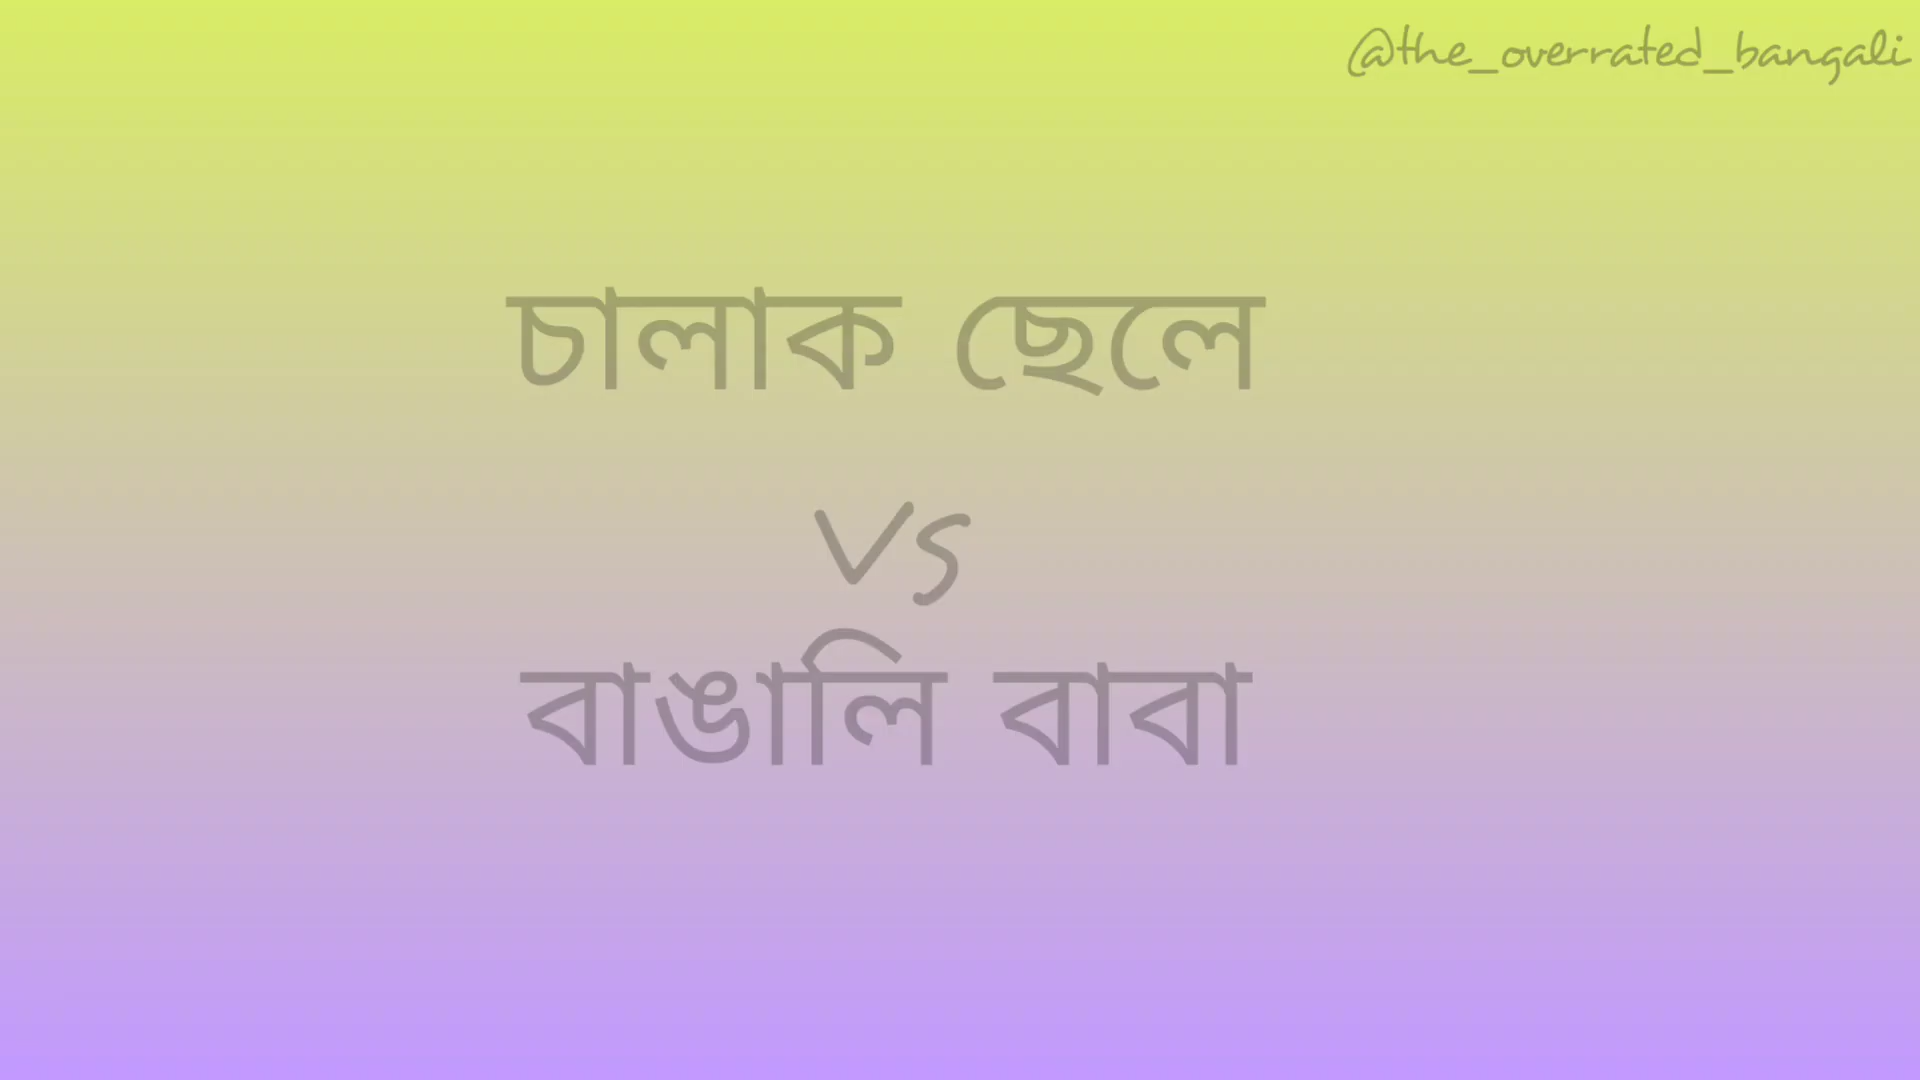 @the_overrated_bangali
চালাক ছেলে
vs
বাঙালি বাবা